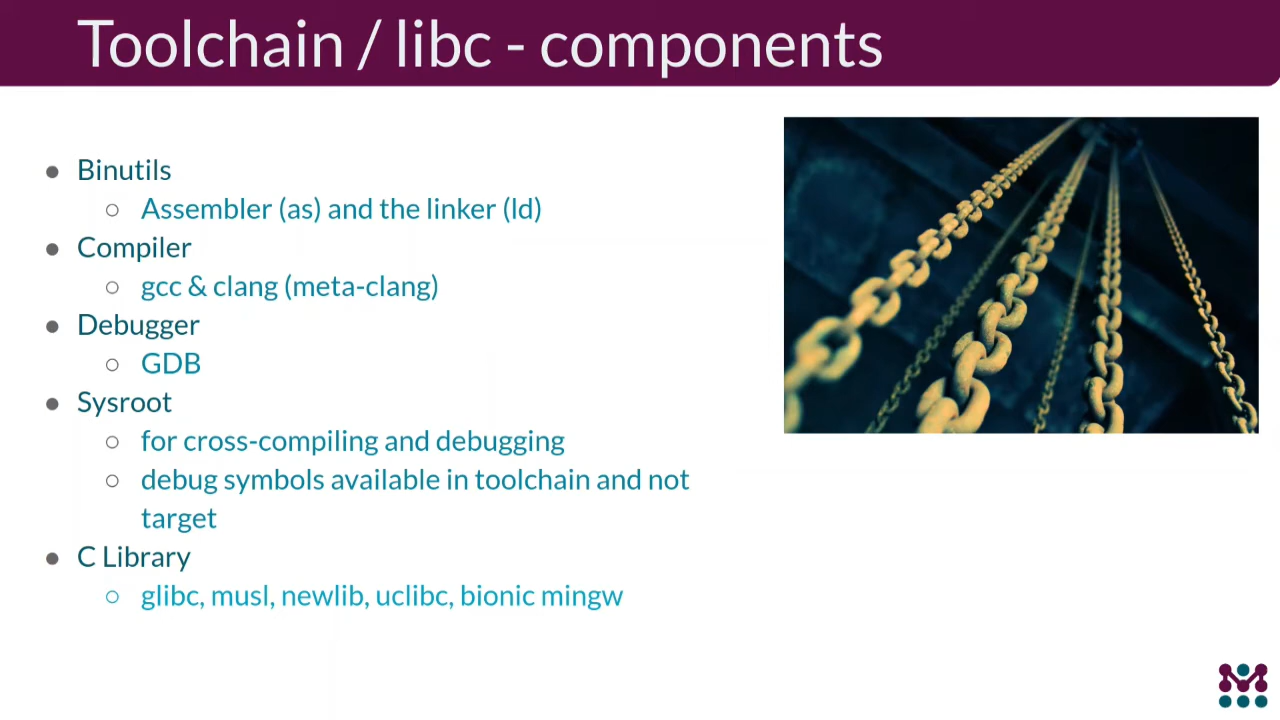 Toolchain / libc - components
● Binutils
○ Assembler (as) and the linker (ld)
● Compiler
○ gcc & clang (meta-clang)
● Debugger
○ GDB
● Sysroot
○ for cross-compiling and debugging
○ debug symbols available in toolchain and not
target
● C Library
○ glibc, musl, newlib, uclibc, bionic mingw